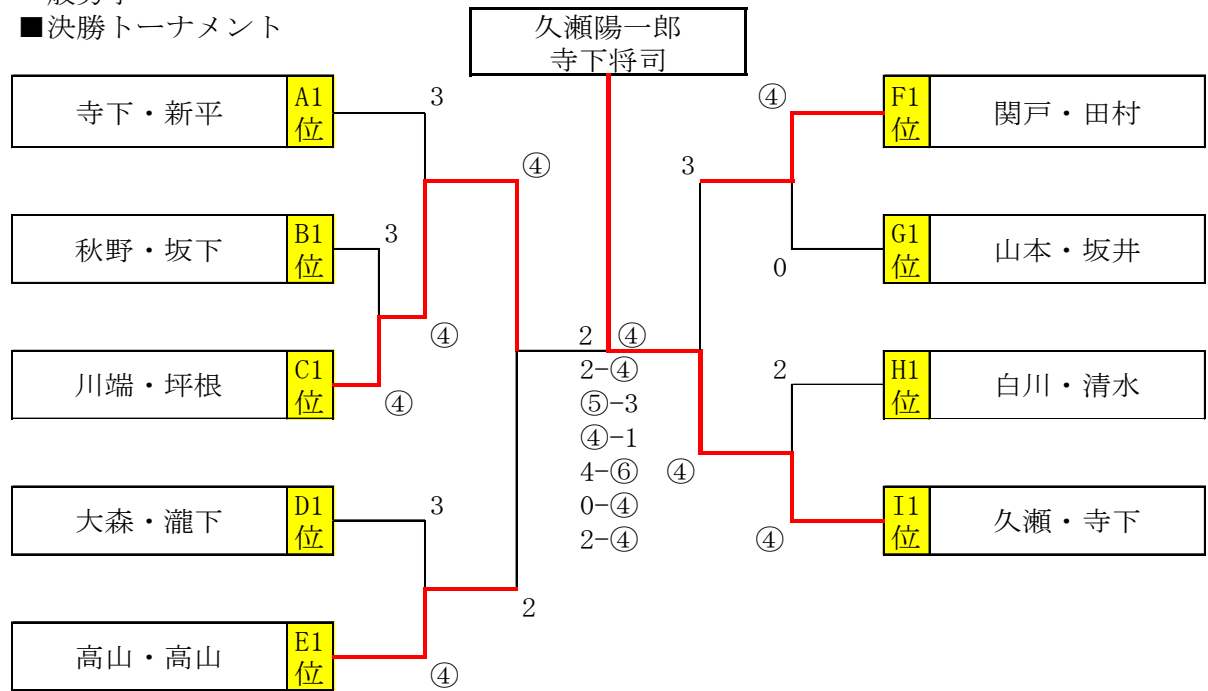 ■決勝トーナメント
久瀬陽一郎
寺下将司
寺下・新平
A1
位
3
④
F1
位
関戸・田村
④
3
秋野・坂下
B1
位
3
G1
位
山本・坂井
0
④
2 ④
川端・坪根
C1
位
④
2-④
⑤-3
④-1
4-⑥
0-④
2-④
2
H1
位
白川・清水
④
大森・瀧下
D1
位
3
④
I1
位
久瀬・寺下
2
高山・高山
E1
位
④